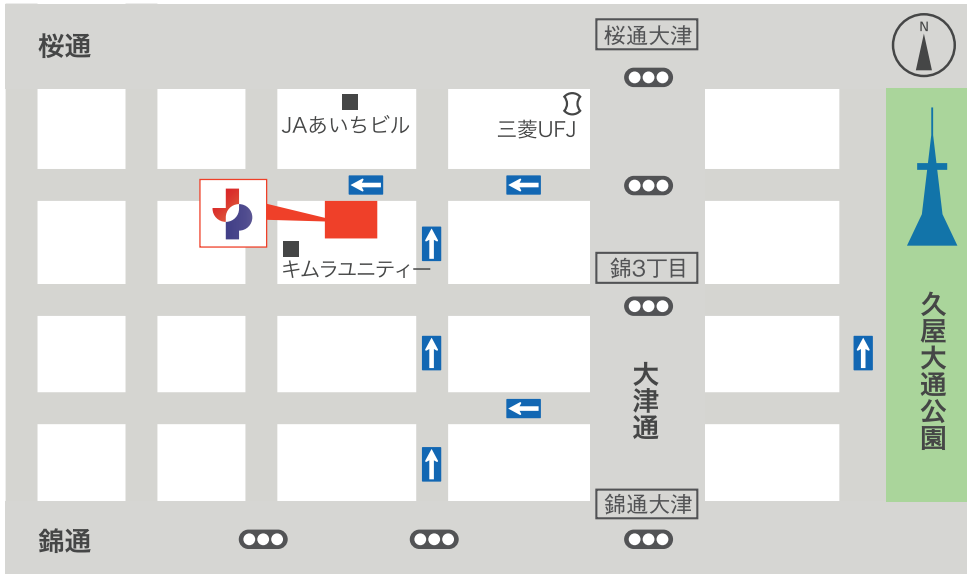 桜通
桜通大津
N
JAあいちビル
三菱UFJ
キムラユニティー
錦3丁目
大津通
久屋大通公園
錦通大津
錦通